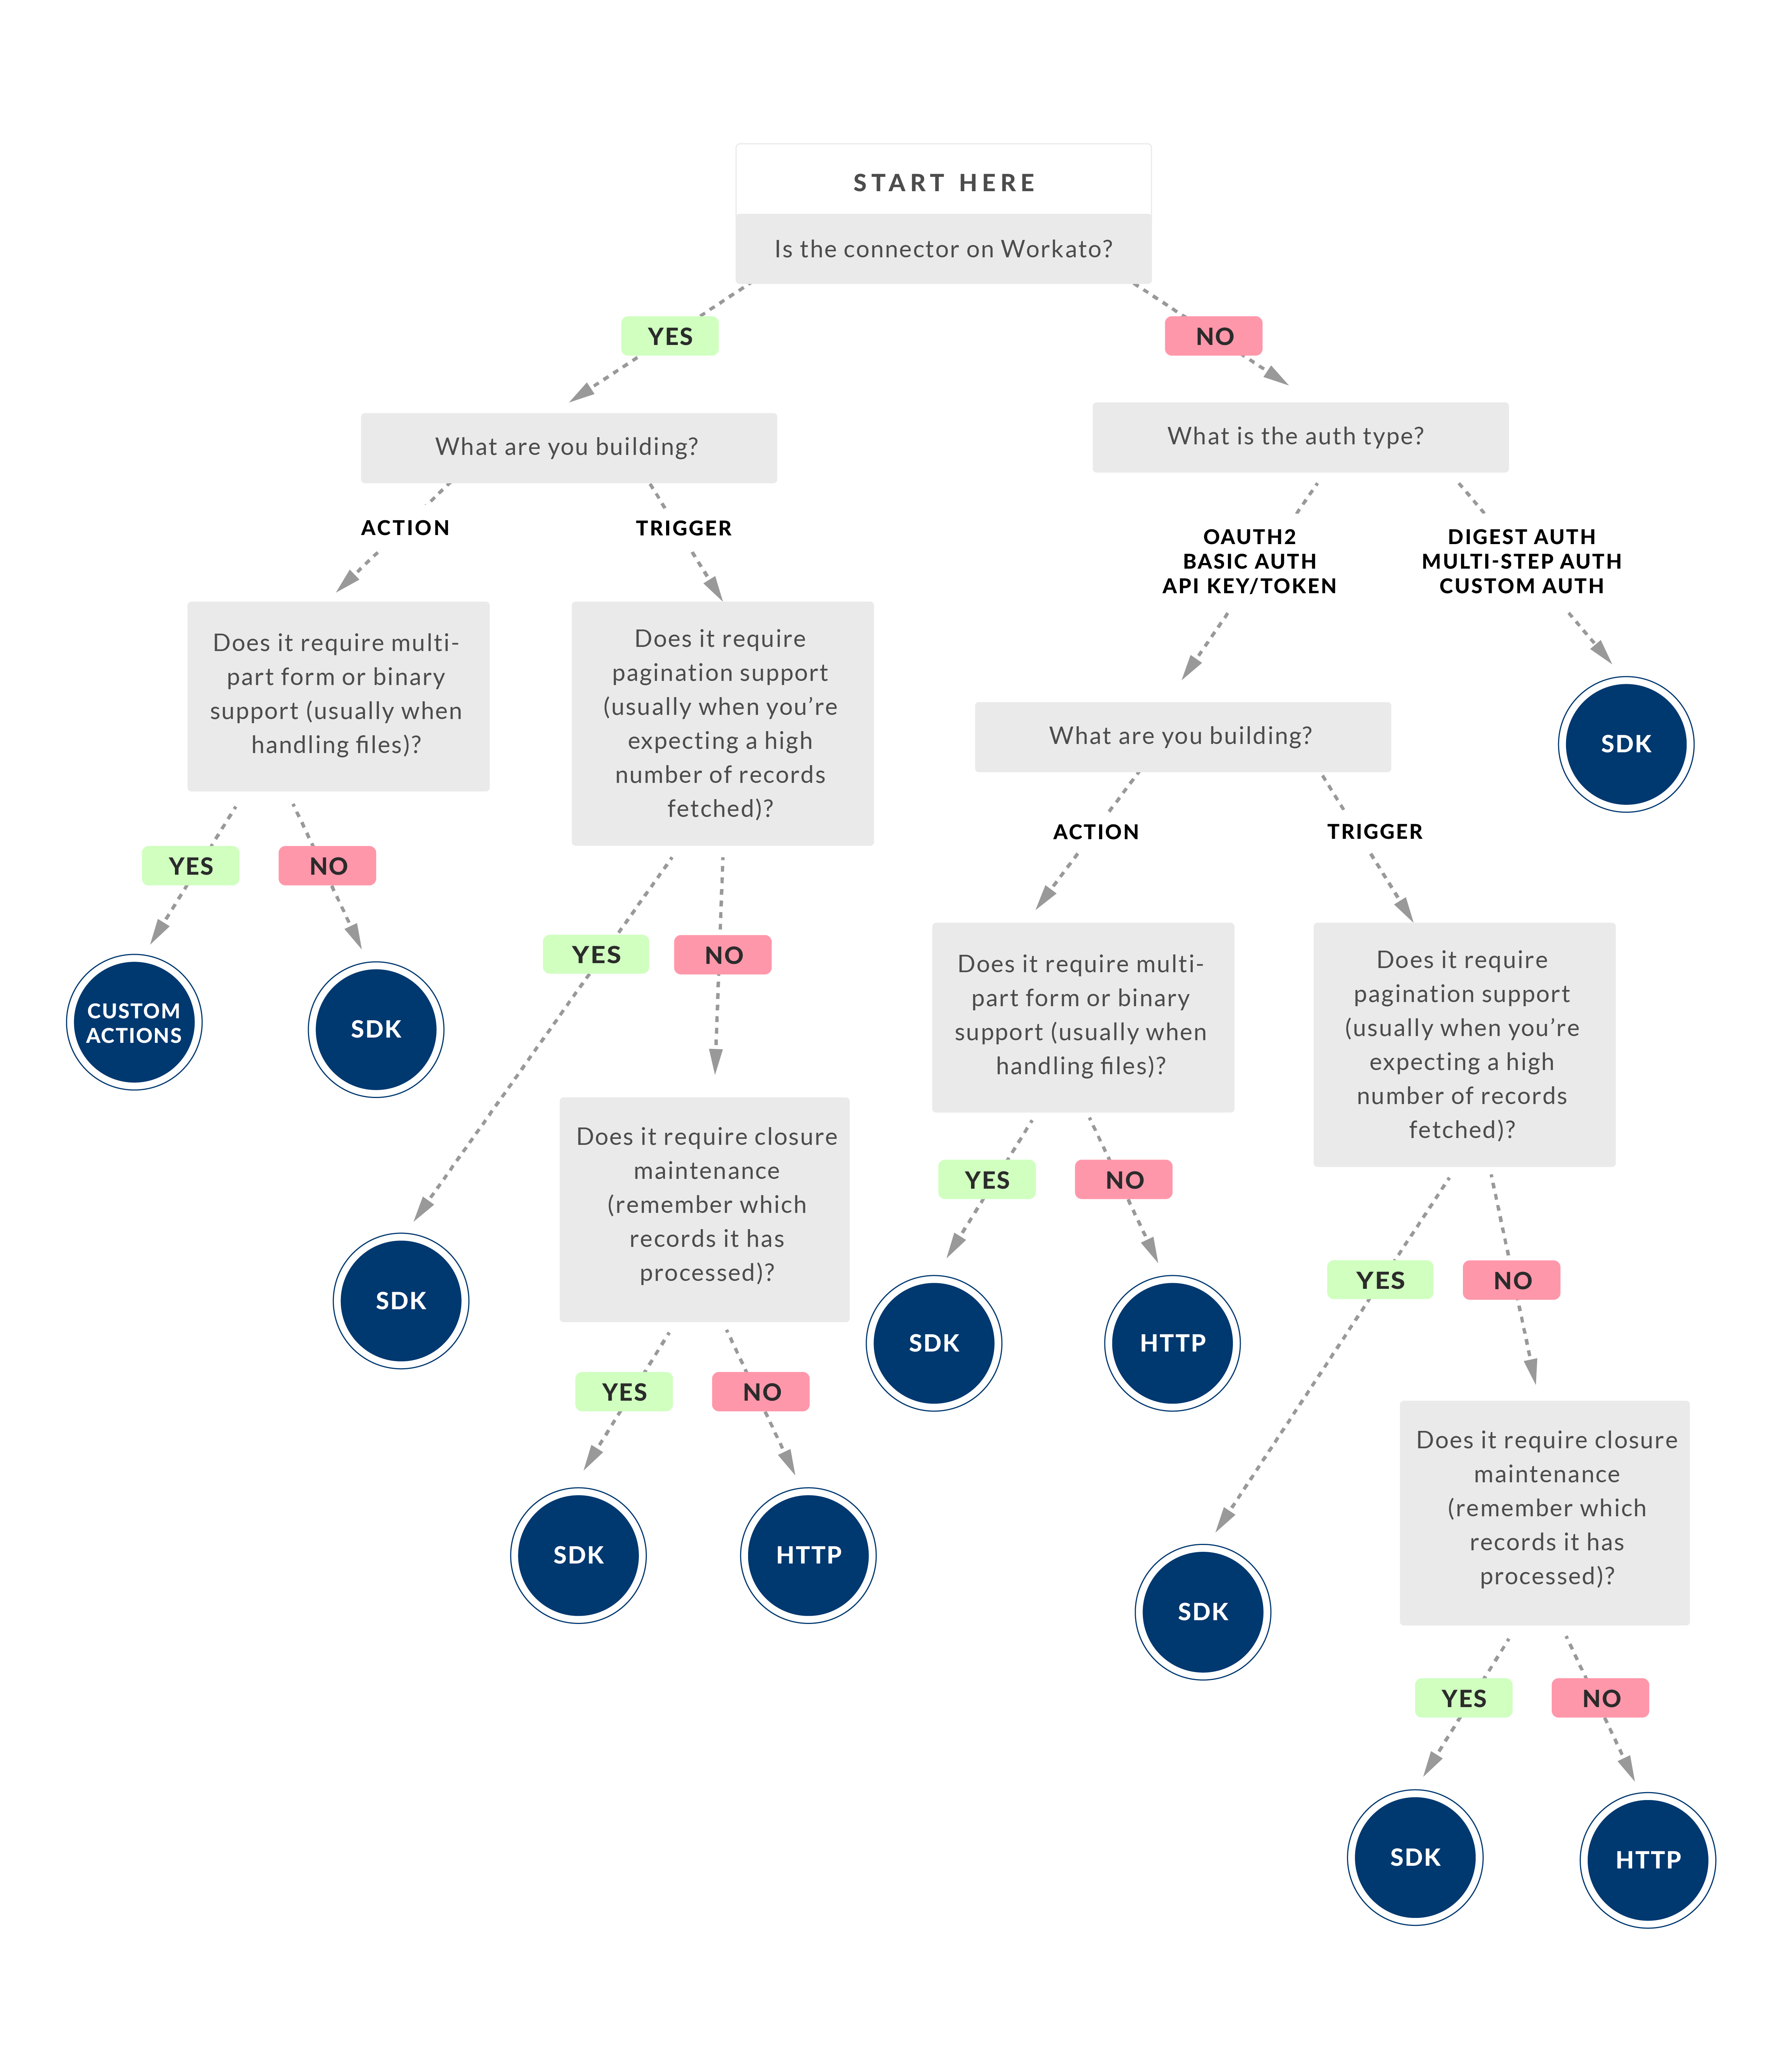 START HERE
Is the connector on Workato?
YES
NO
What are you building?
What is the auth type?
ACTION
TRIGGER
OAUTH2
BASIC AUTH
API KEY/TOKEN
DIGEST AUTH
MULTI-STEP AUTH
CUSTOM AUTH
Does it require multi-
part form or binary
support (usually when
handling files)?
Does it require
pagination support
(usually when you’re
expecting a high
number of records
fetched)?
What are you building?
SDK
YES
NO
ACTION
TRIGGER
YES
NO
CUSTOM
ACTIONS
SDK
Does it require multi-
part form or binary
support (usually when
handling files)?
Does it require
pagination support
(usually when you’re
expecting a high
number of records
fetched)?
Does it require closure
maintenance
(remember which
records it has
processed)?
YES
NO
SDK
YES
NO
SDK
HTTP
YES
NO
Does it require closure
maintenance
(remember which
records it has
processed)?
SDK
HTTP
SDK
YES
NO
SDK
HTTP